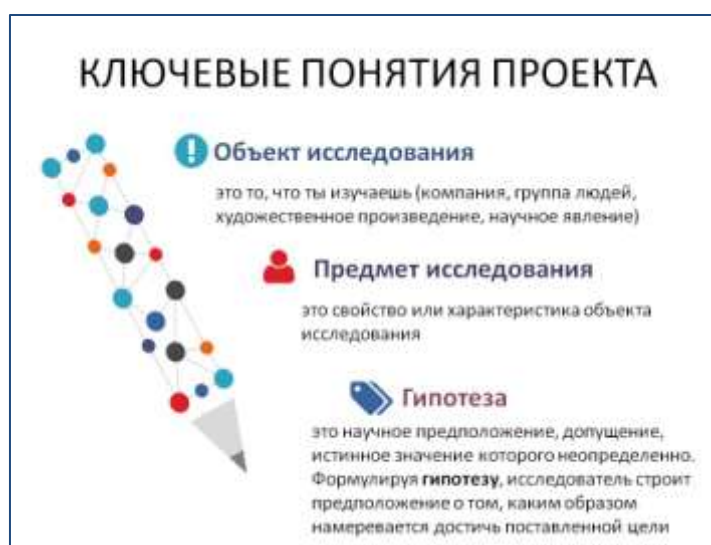 КЛЮЧЕВЫЕ ПОНЯТИЯ ПРОЕКТА
Объект исследования
это то, что ты изучаешь (компания, группа людей,
художественное произведение, научное явление)
Предмет исследования
это свойство или характеристика объекта
исследования
Гипотеза
это научное предположение, допущение,
истинное значение которого неопределенно.
Формулируя гипотезу, исследователь строит
предположение о том, каким образом
намеревается достичь поставленной цели